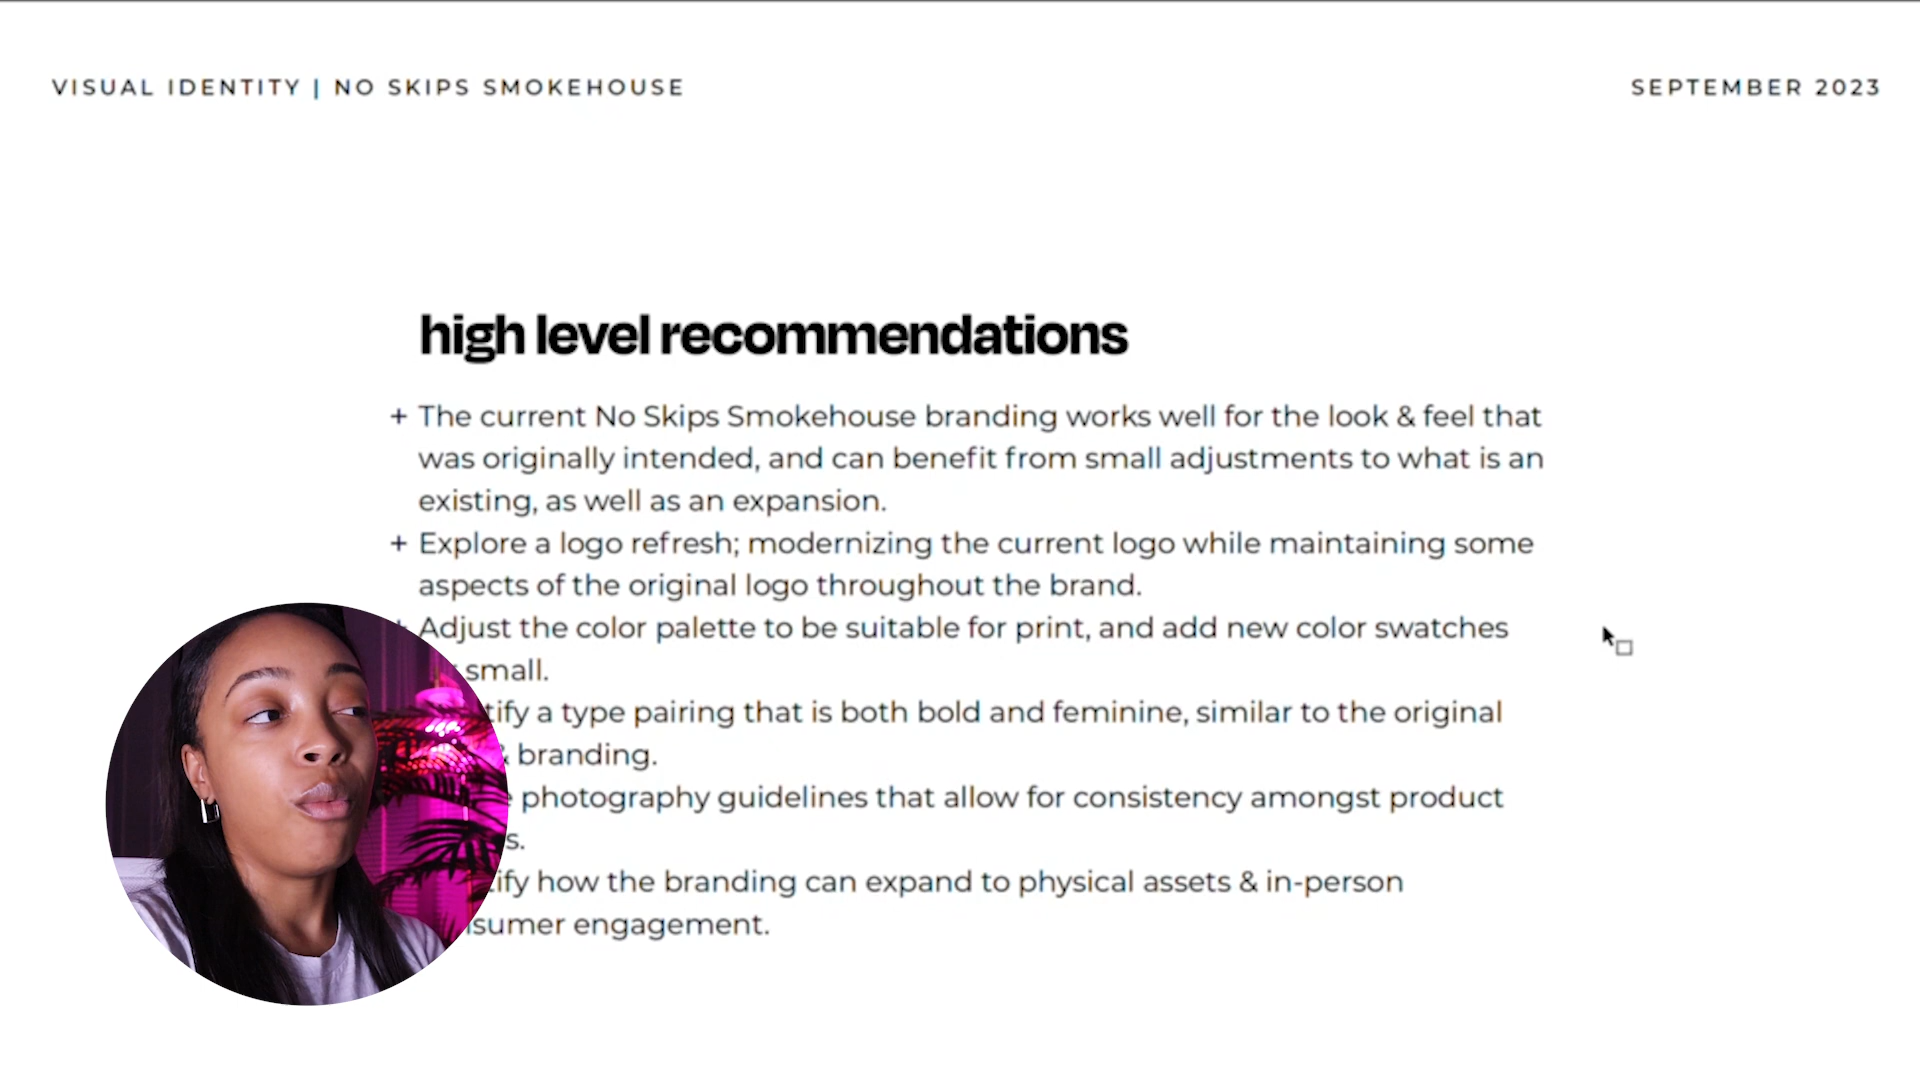 VISUAL IDENTITY | NO SKIPS SMOKEHOUSE
SEPTEMBER 2023
high level recommendations
+ The current No Skips Smokehouse branding works well for the look & feel that
was originally intended, and can benefit from small adjustments to what is an
existing, as well as an expansion.
+ Explore a logo refresh; modernizing the current logo while maintaining some
aspects of the original logo throughout the brand.
+ Adjust the color palette to be suitable for print, and add new color swatches
small.
a type pairing that is both bold and feminine, similar to the original
& branding.
photography guidelines that allow for consistency amongst product
how the branding can expand to physical assets & in-person
engagement.